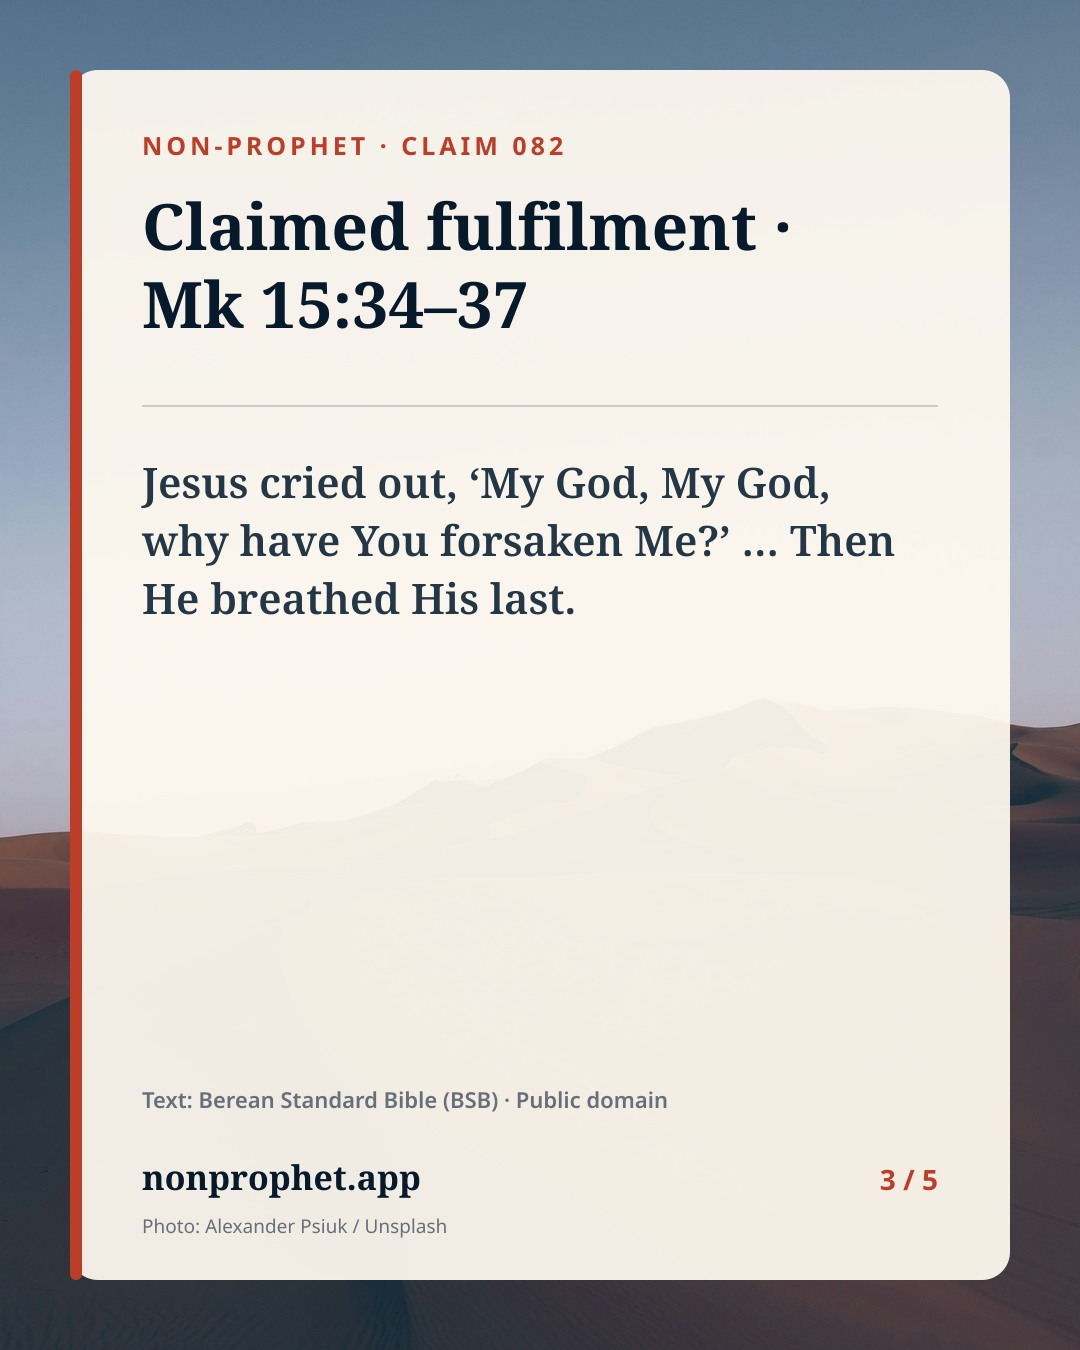 NON-PROPHET · CLAIM 082
Claimed fulfilment ·
Mk 15:34–37
Jesus cried out, ‘My God, My God,
why have You forsaken Me?’ … Then
He breathed His last.
Text: Berean Standard Bible (BSB) · Public domain
nonprophet.app
3 / 5
Photo: Alexander Psiuk / Unsplash